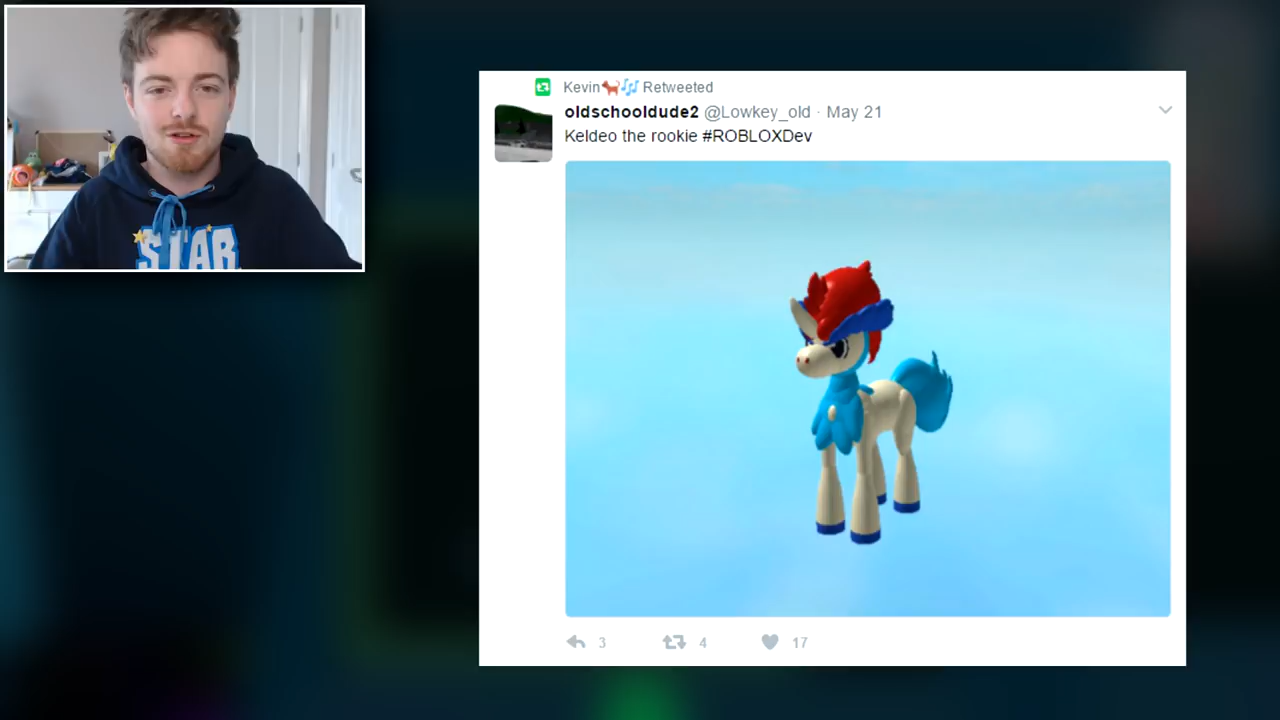 STAR
Kevin🐕🎶 Retweeted
oldschooldude2 @Lowkey_old · May 21
Keldeo the rookie #ROBLOXDev
3 4 17